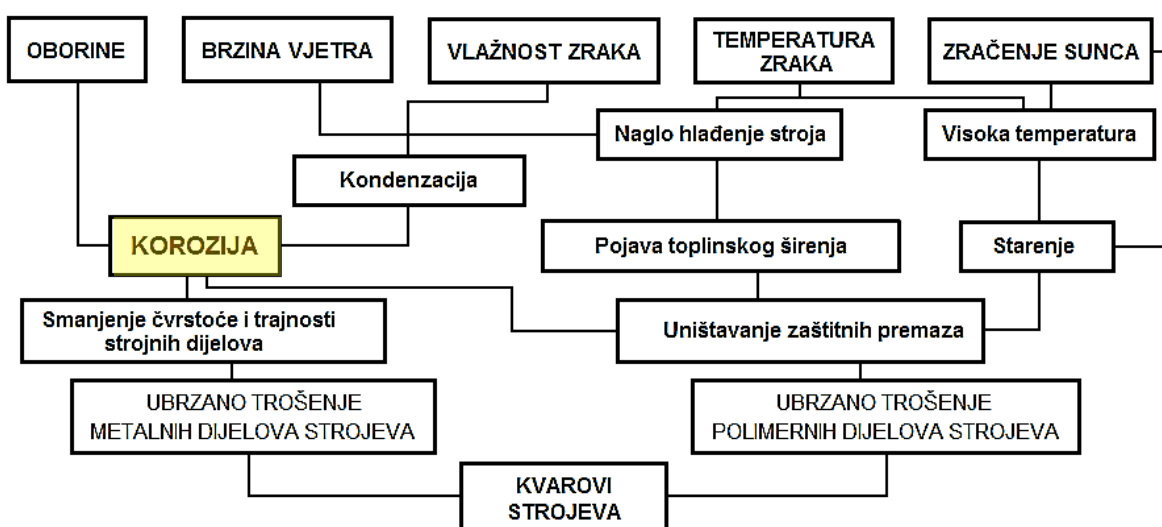 OBORINE
BRZINA VJETRA
VLAŽNOST ZRAKA
TEMPERATURA
ZRAKA
ZRAČENJE SUNCA
Naglo hlađenje stroja
Visoka temperatura
Kondenzacija
KOROZIJA
Pojava toplinskog širenja
Starenje
Smanjenje čvrstoće i trajnosti
strojnih dijelova
Uništavanje zaštitnih premaza
UBRZANO TROŠENJE
METALNIH DIJELOVA STROJEVA
UBRZANO TROŠENJE
POLIMERNIH DIJELOVA STROJEVA
KVAROVI
STROJEVA